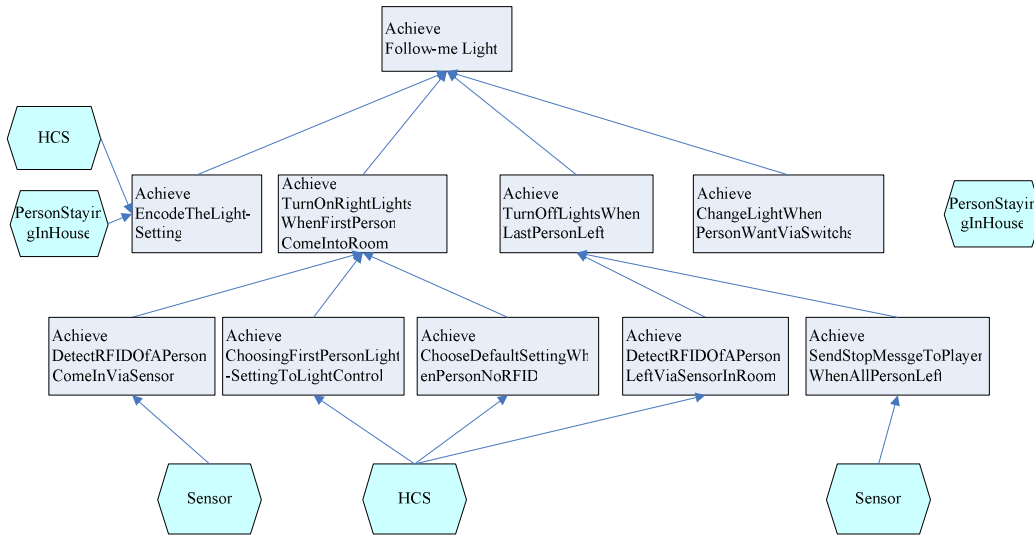 Achieve
Follow-me Light
HCS
PersonStayin
gInHouse
Achieve
EncodeTheLight-
Setting
Achieve
TurnOnRightLights
WhenFirstPerson
ComeIntoRoom
Achieve
TurnOffLightsWhen
LastPersonLeft
Achieve
ChangeLightWhen
PersonWantViaSwitchs
PersonStayin
gInHouse
Achieve
DetectRFIDOfAPerson
ComeInViaSensor
Achieve
ChoosingFirstPersonLight
-SettingToLightControl
Achieve
ChooseDefaultSettingWh
enPersonNoRFID
Achieve
DetectRFIDOfAPerson
LeftViaSensorInRoom
Achieve
SendStopMessgeToPlayer
WhenAllPersonLeft
Sensor
HCS
Sensor